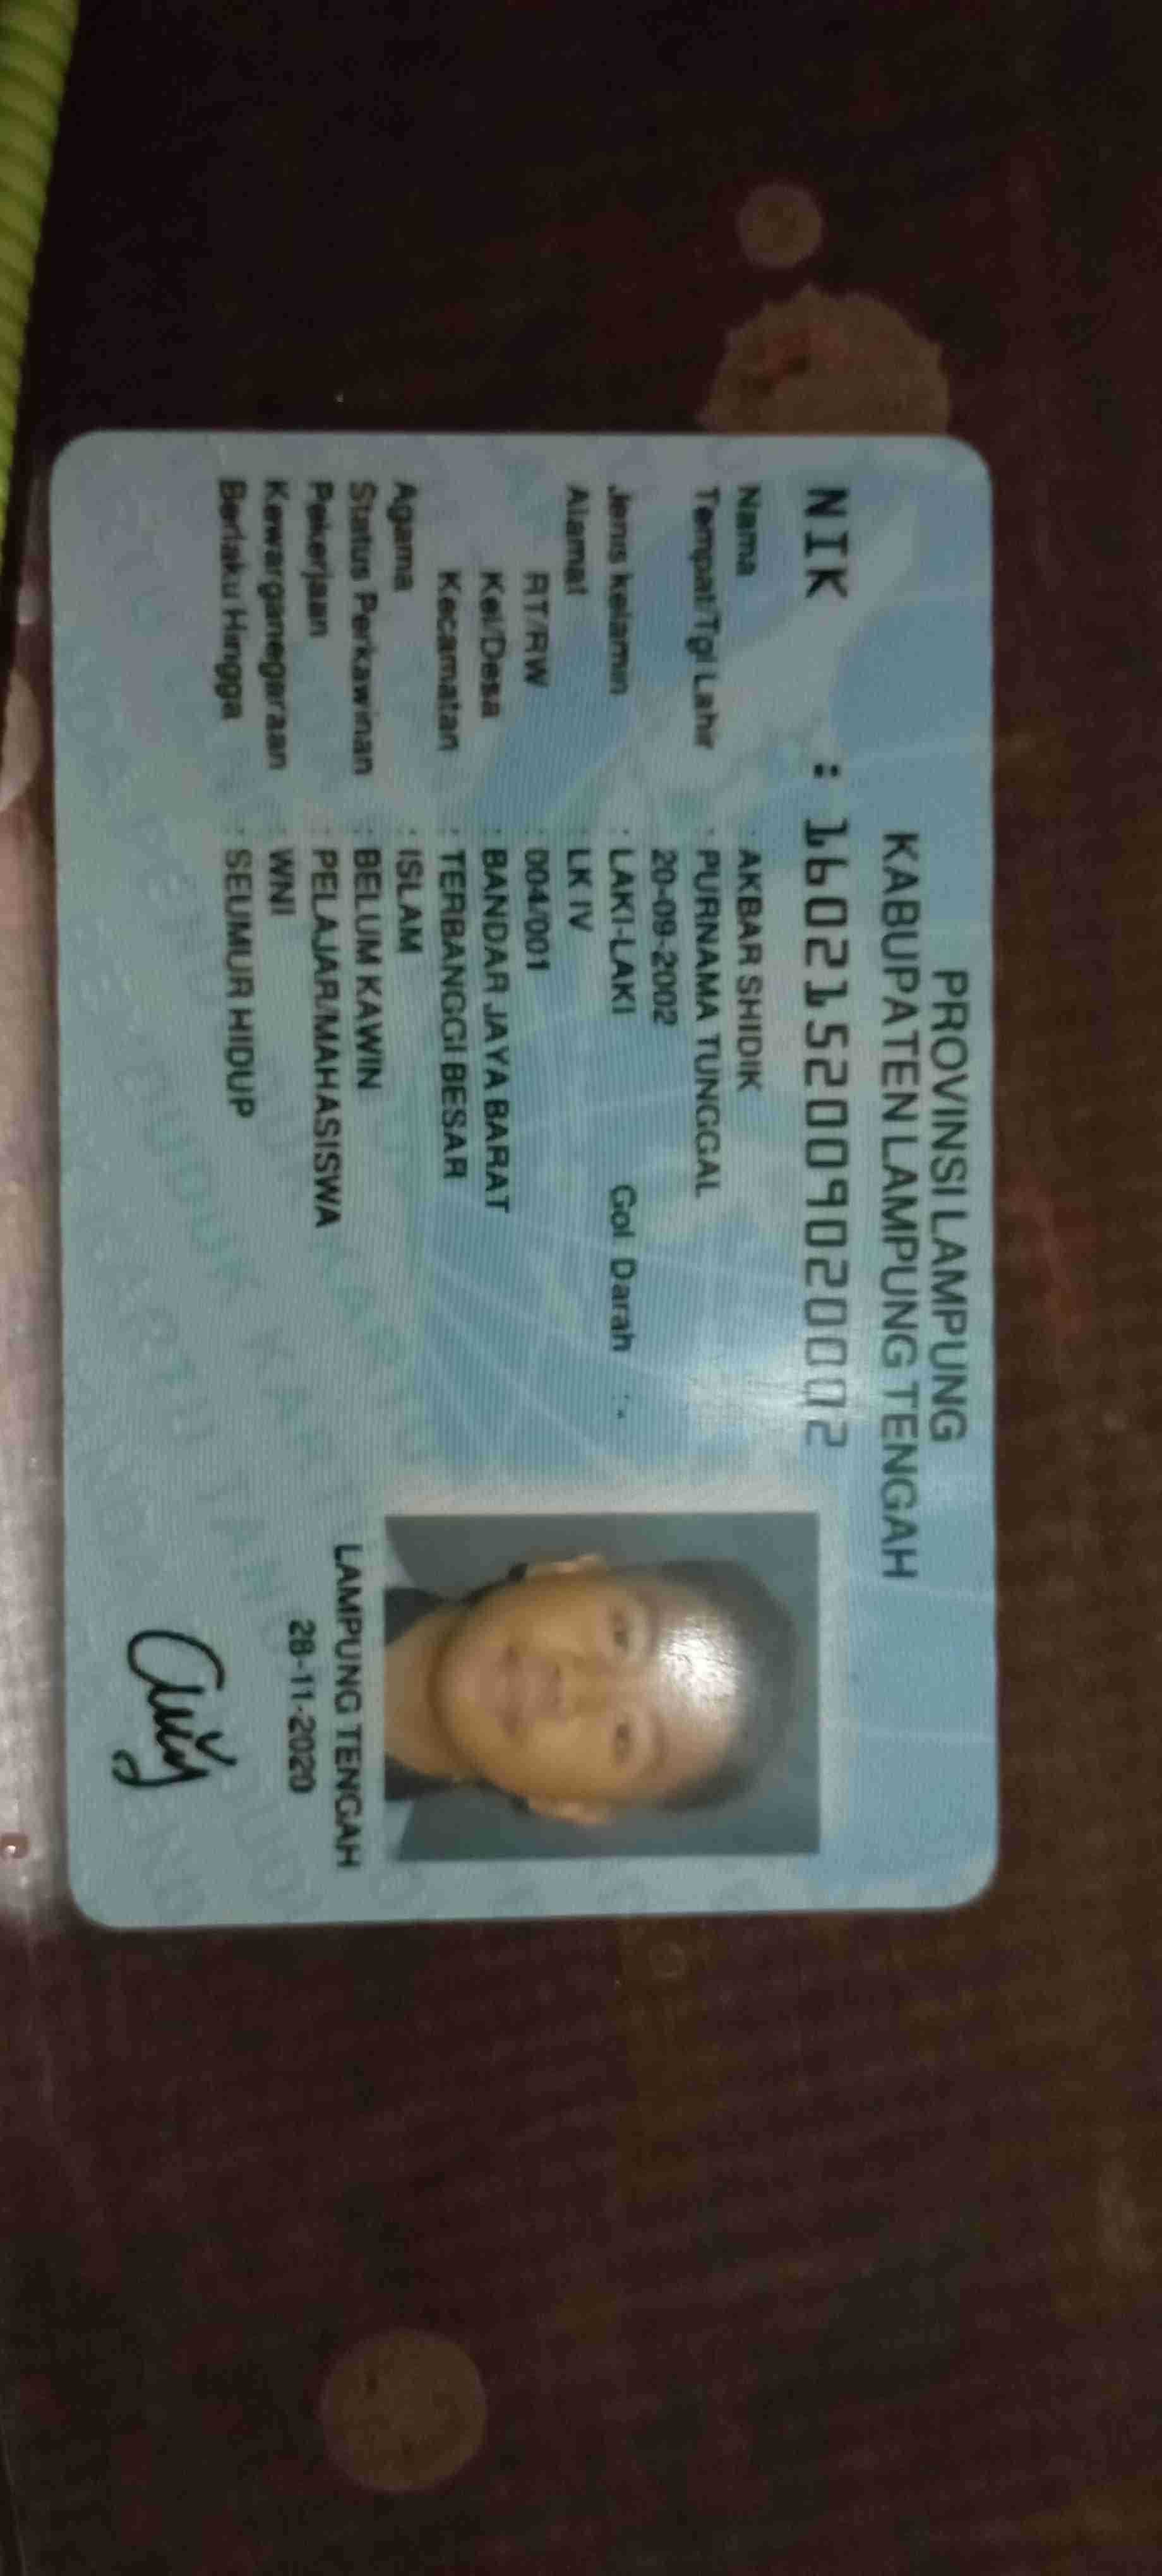 PROVINSI LAMPUNG
KABUPATEN LAMPUNG TENGAH
NIK : 1602152009020002
Nama : AKBAR SHIDIK
Tempat/Tgl Lahir : PURNAMA TUNGGAL
20-09-2002
Jenis kelamin : LAKI-LAKI Gol Darah : -
Alamat : LK IV
RT/RW : 004/001
Kel/Desa : BANDAR JAYA BARAT
Kecamatan : TERBANGGI BESAR
Agama : ISLAM
Status Perkawinan : BELUM KAWIN
Pekerjaan : PELAJAR/MAHASISWA
Kewarganegaraan : WNI
Berlaku Hingga : SEUMUR HIDUP
LAMPUNG TENGAH
28-11-2020